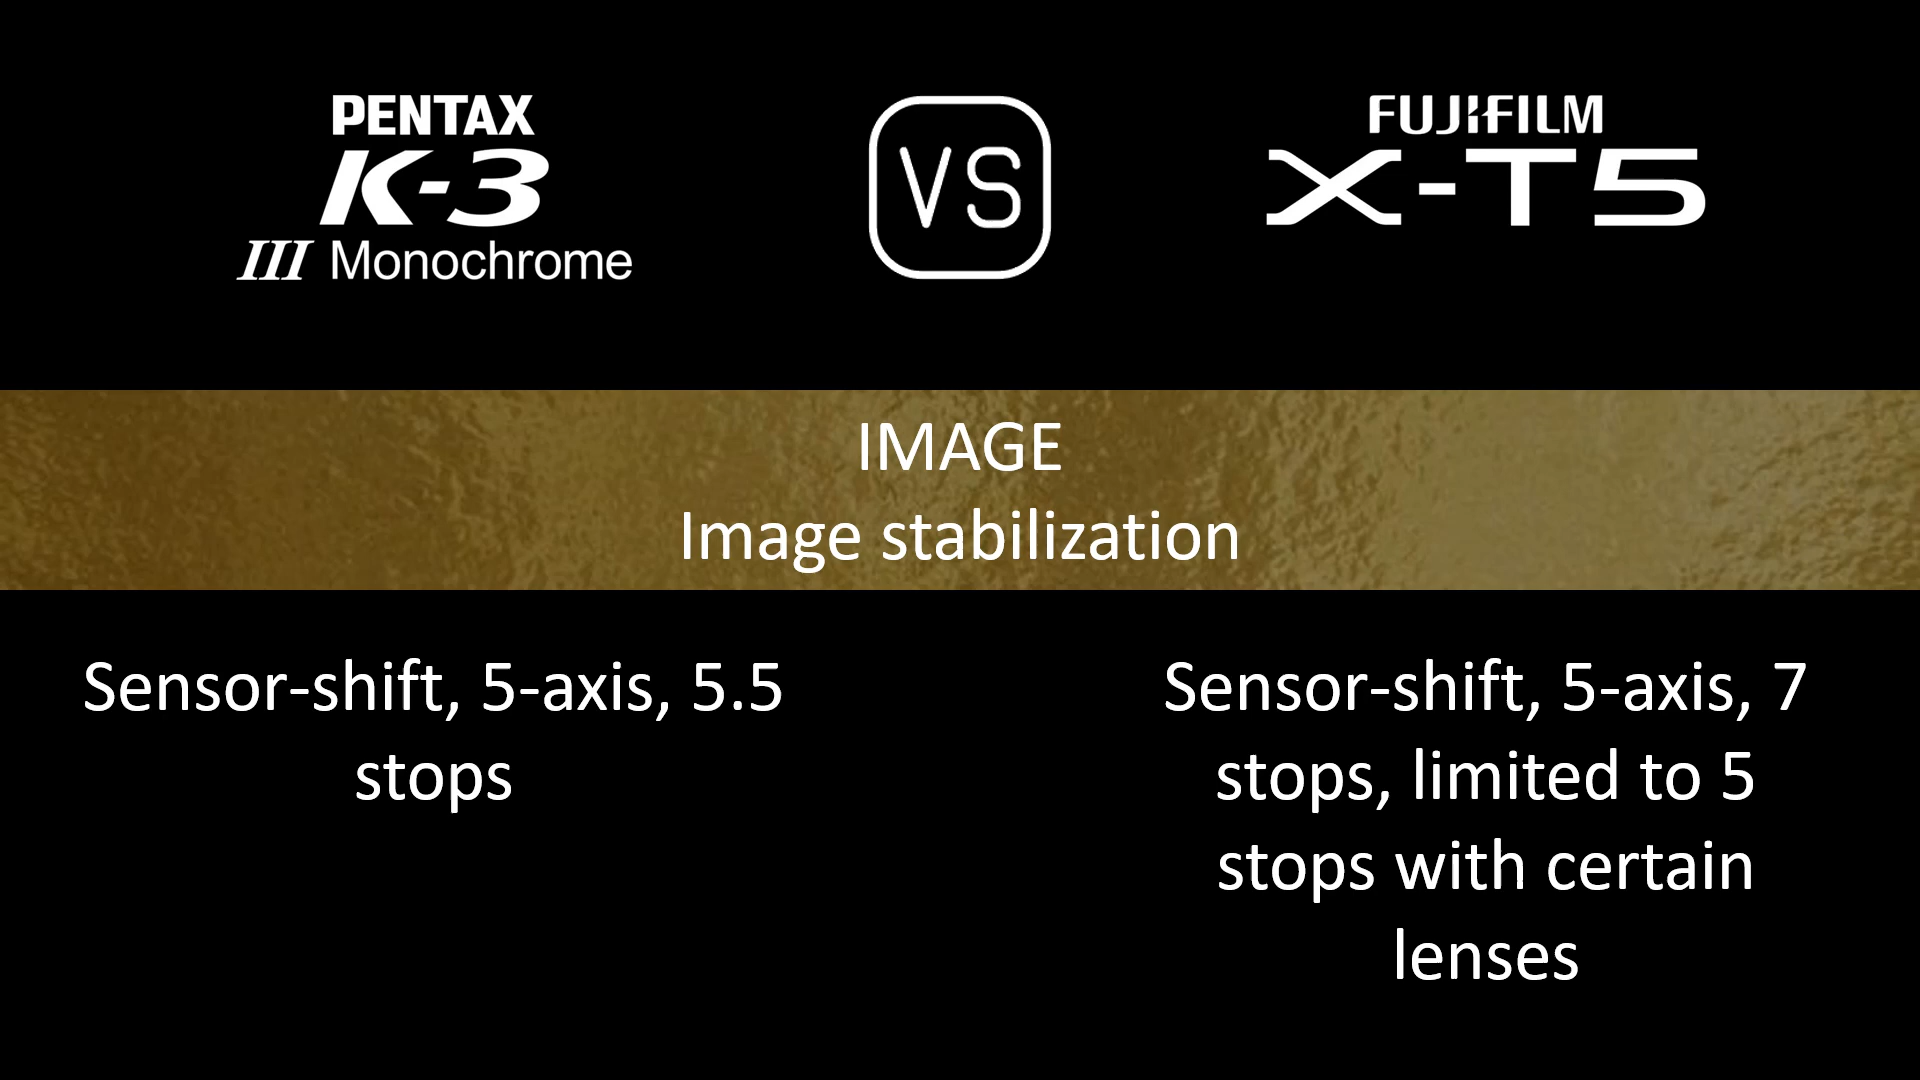 PENTAX
K-3
III Monochrome
VS
FUJIFILM
X-T5
IMAGE
Image stabilization
Sensor-shift, 5-axis, 5.5
stops
Sensor-shift, 5-axis, 7
stops, limited to 5
stops with certain
lenses